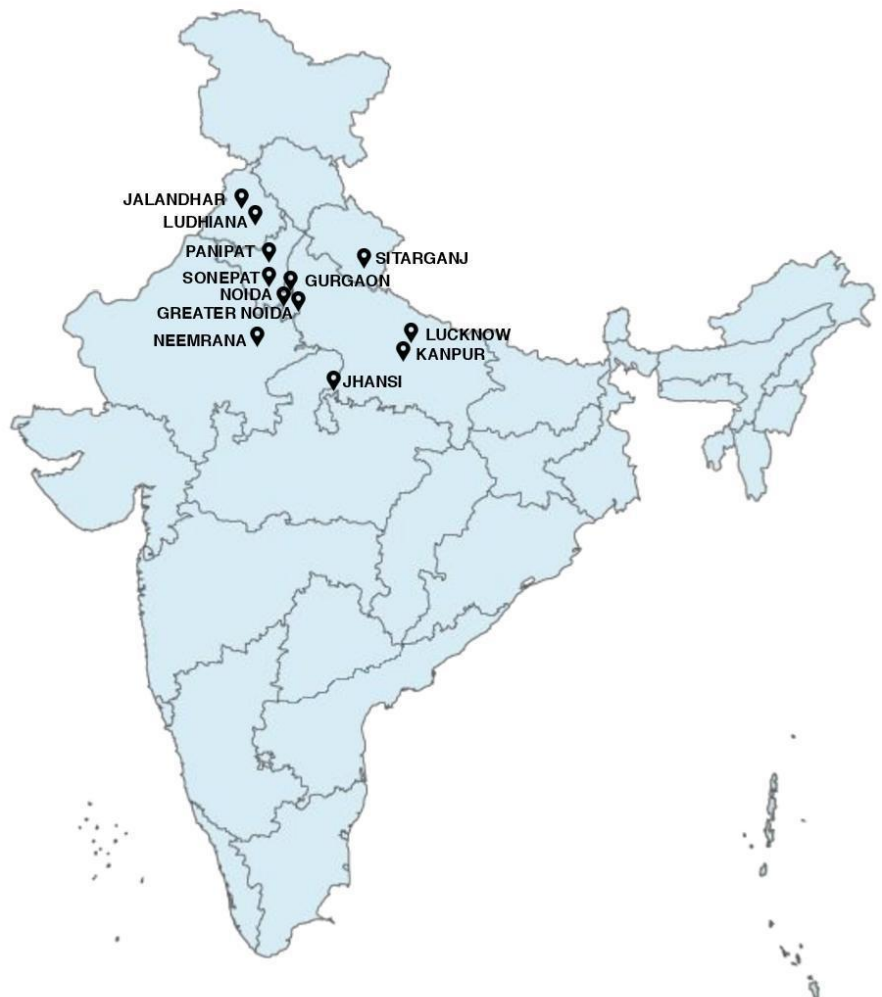 JALANDHAR
LUDHIANA
PANIPAT
SITARGANJ
SONEPAT
GURGAON
NOIDA
GREATER NOIDA
NEEMRANA
LUCKNOW
KANPUR
JHANSI